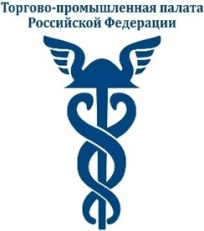 Торгово-промышленная палата
Российской Федерации